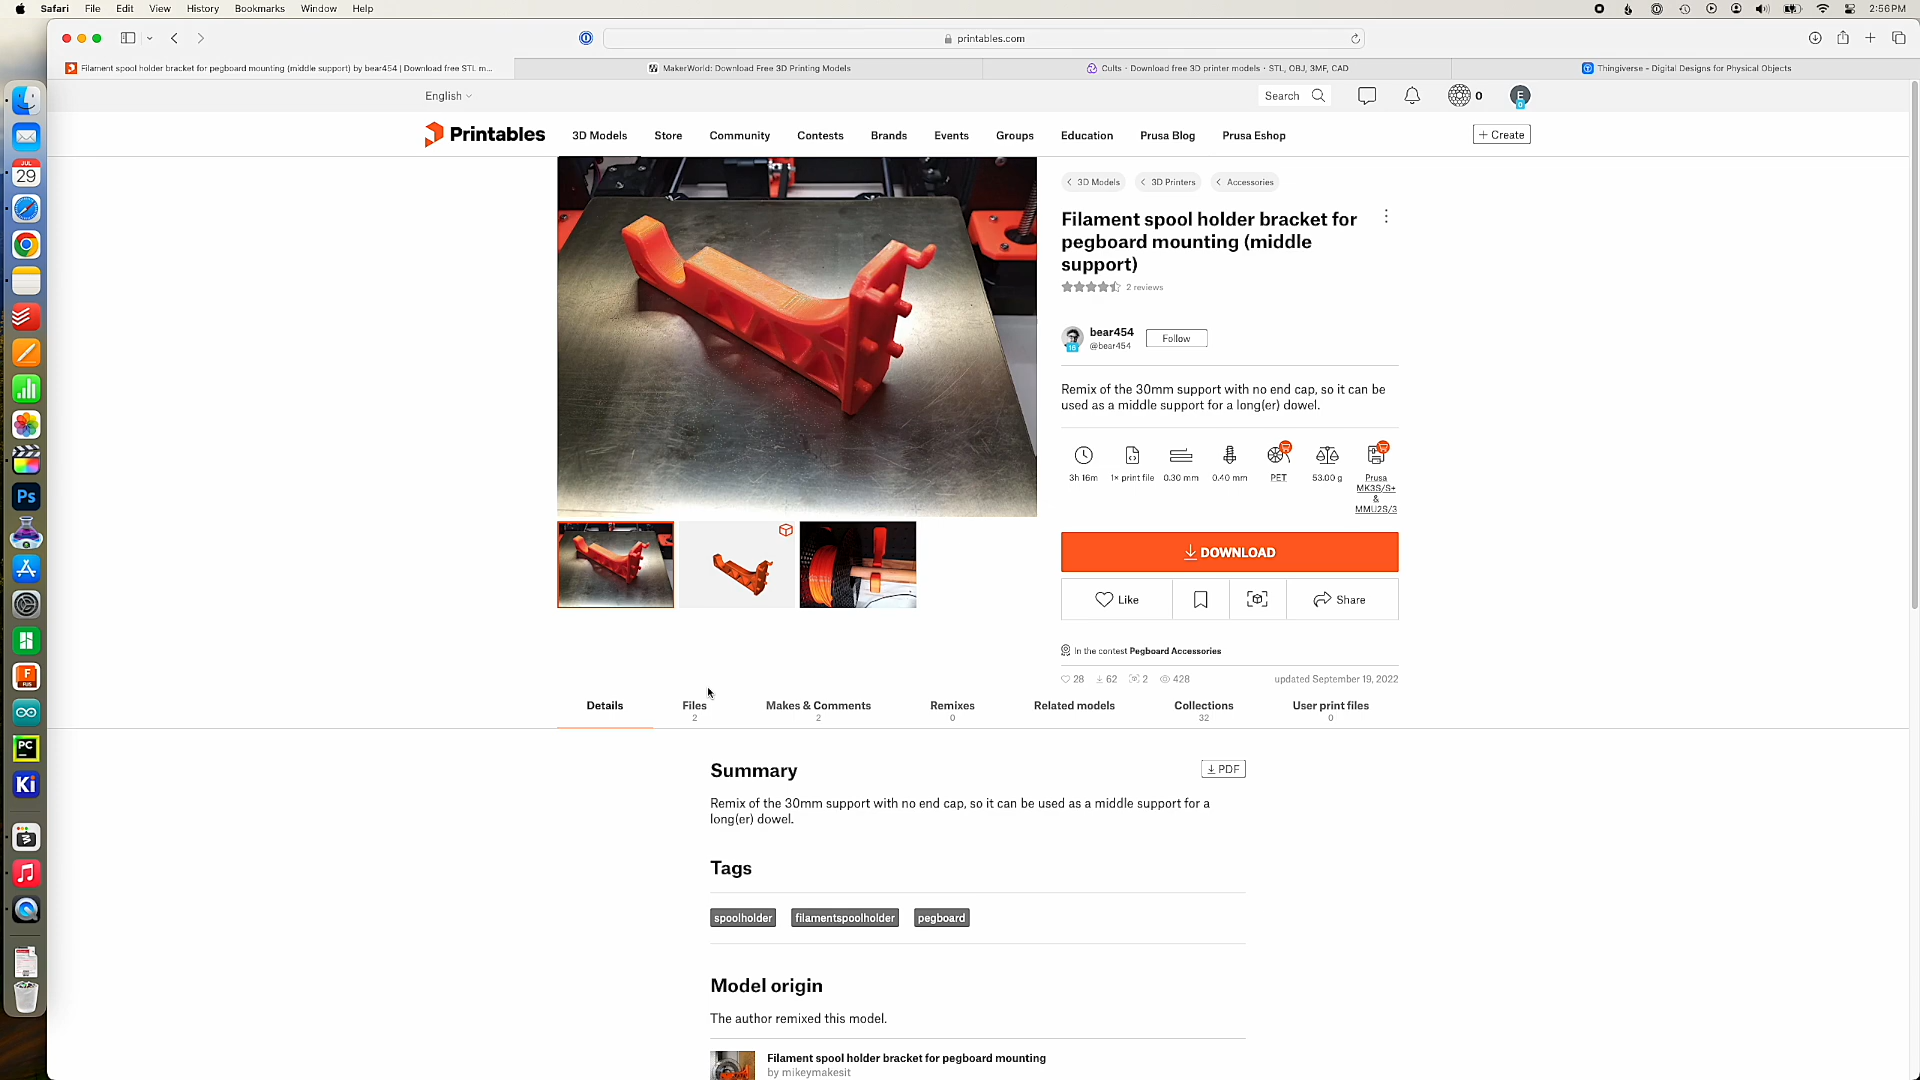 Safari File Edit View History Bookmarks Window Help 2:56PM
printables.com
Filament spool holder bracket for pegboard mounting (middle support) by bear454 | Download free STL m... MakerWorld: Download Free 3D Printing Models Cults・Download free 3D printer models・STL, OBJ, 3MF, CAD Thingiverse - Digital Designs for Physical Objects
English Search 0 E
0
Printables 3D Models Store Community Contests Brands Events Groups Education Prusa Blog Prusa Eshop + Create
3D Models 3D Printers Accessories
Filament spool holder bracket for
pegboard mounting (middle
support)
2 reviews
bear454
@bear454
16
Follow
Remix of the 30mm support with no end cap, so it can be
used as a middle support for a long(er) dowel.
3h 16m 1× print file 0.30 mm 0.40 mm PET 53.00 g Prusa
MK3S/S+
&
MMU2S/3
DOWNLOAD
Like Share
In the contest Pegboard Accessories
28 62 2 428 updated September 19, 2022
Details Files Makes & Comments Remixes Related models Collections User print files
2 2 0 32 0
Summary PDF
Remix of the 30mm support with no end cap, so it can be used as a middle support for a
long(er) dowel.
Tags
spoolholder filamentspoolholder pegboard
Model origin
The author remixed this model.
Filament spool holder bracket for pegboard mounting
by mikeymakesit
JUL
29
Ps
F
PC
Ki